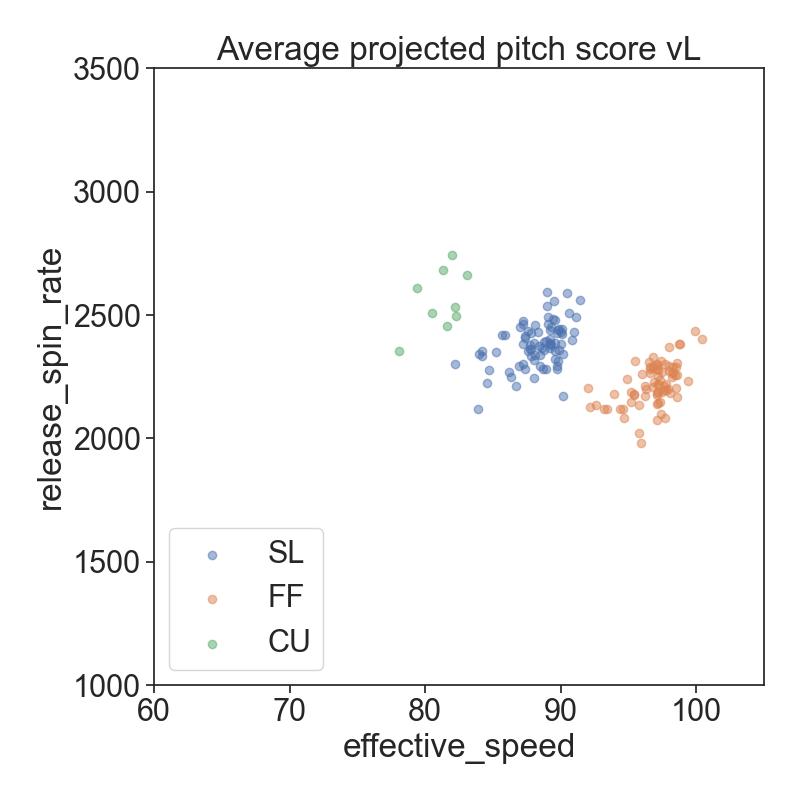 Average projected pitch score vL
3500
3000
2500
2000
1500
1000
release_spin_rate
SL
FF
CU
60
70
80
90
100
effective_speed